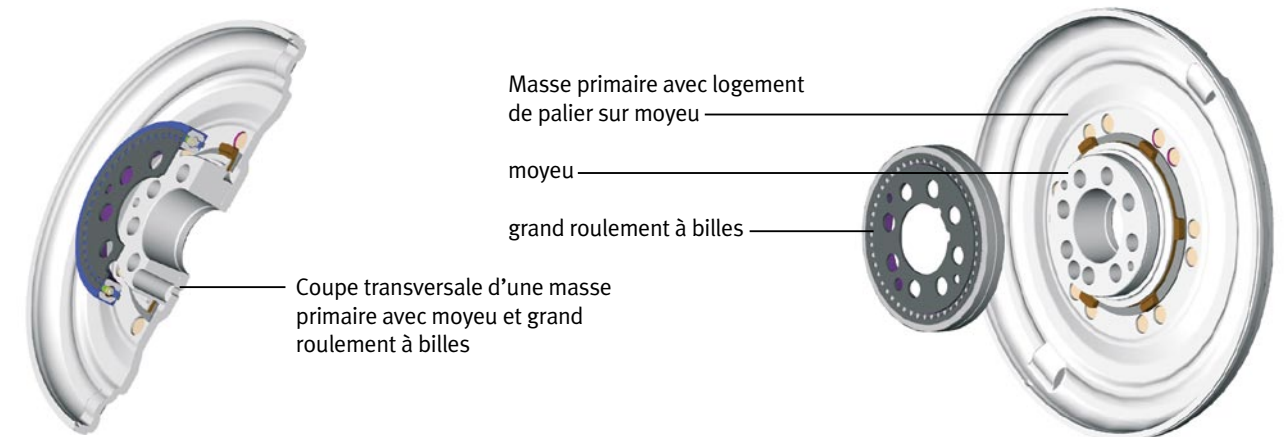 Masse primaire avec logement
de palier sur moyeu
moyeu
grand roulement à billes
Coupe transversale d’une masse
primaire avec moyeu et grand
roulement à billes